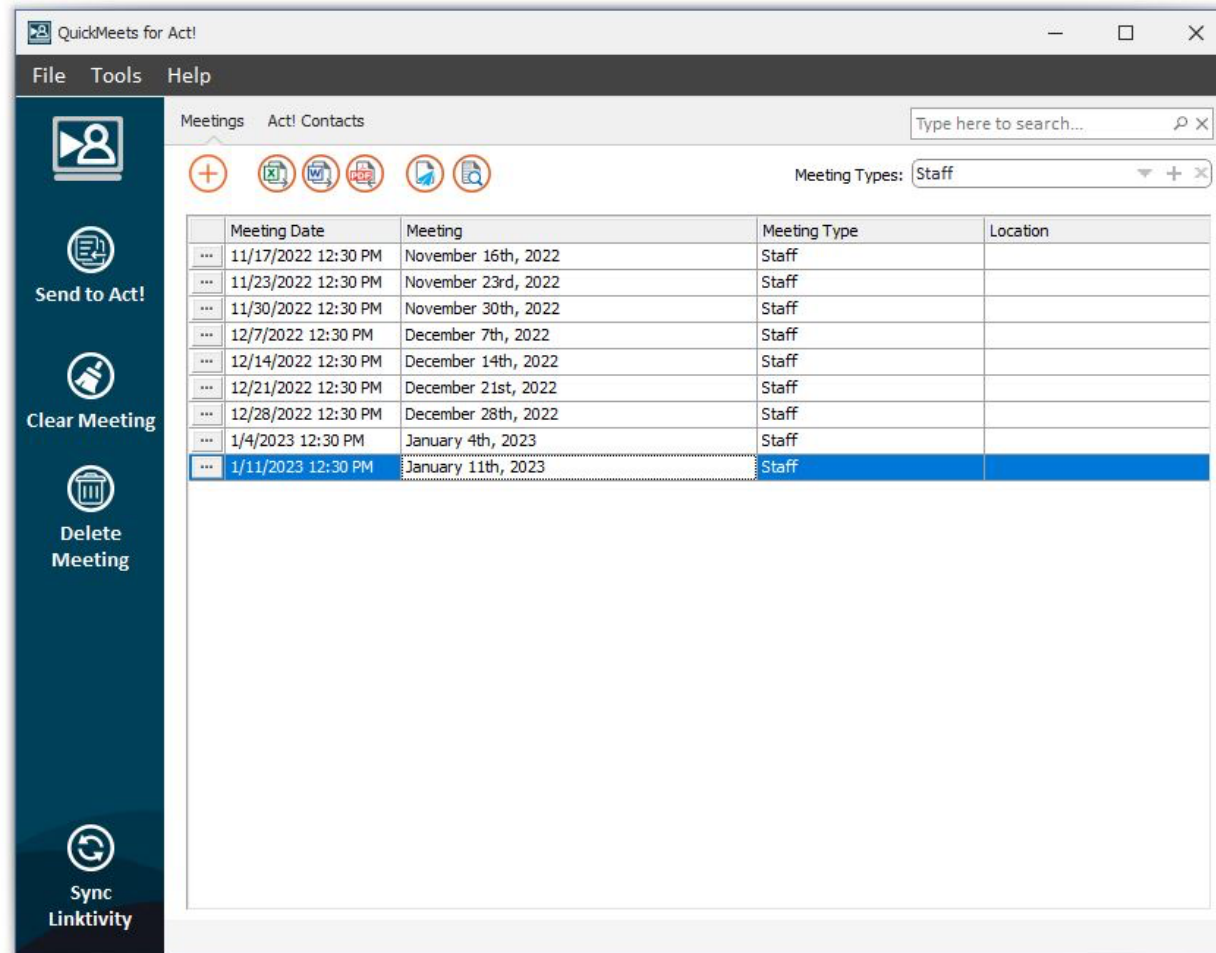 QuickMeets for Act!
File Tools Help
Meetings Act! Contacts
Type here to search...
Meeting Types: Staff
Send to Act!
Clear Meeting
Delete
Meeting
Sync
Linktivity
Meeting Date Meeting Meeting Type Location
... 11/17/2022 12:30 PM November 16th, 2022 Staff
... 11/23/2022 12:30 PM November 23rd, 2022 Staff
... 11/30/2022 12:30 PM November 30th, 2022 Staff
... 12/7/2022 12:30 PM December 7th, 2022 Staff
... 12/14/2022 12:30 PM December 14th, 2022 Staff
... 12/21/2022 12:30 PM December 21st, 2022 Staff
... 12/28/2022 12:30 PM December 28th, 2022 Staff
... 1/4/2023 12:30 PM January 4th, 2023 Staff
... 1/11/2023 12:30 PM January 11th, 2023 Staff